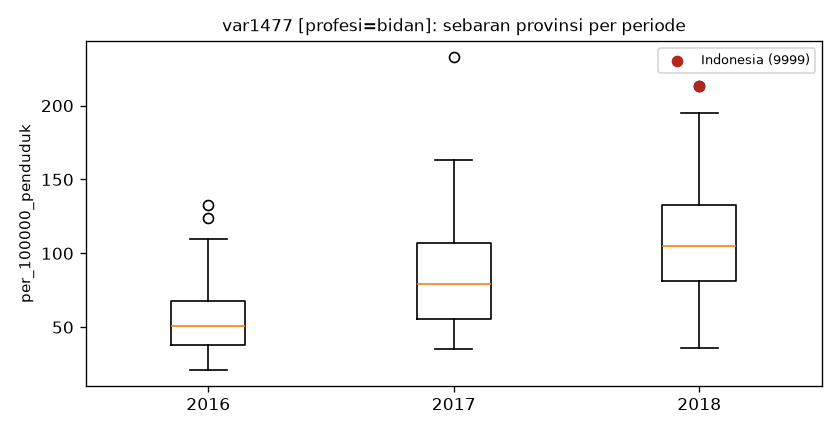 var1477 [profesi=bidan]: sebaran provinsi per periode
Indonesia (9999)
per_100000_penduduk
200
150
100
50
2016
2017
2018